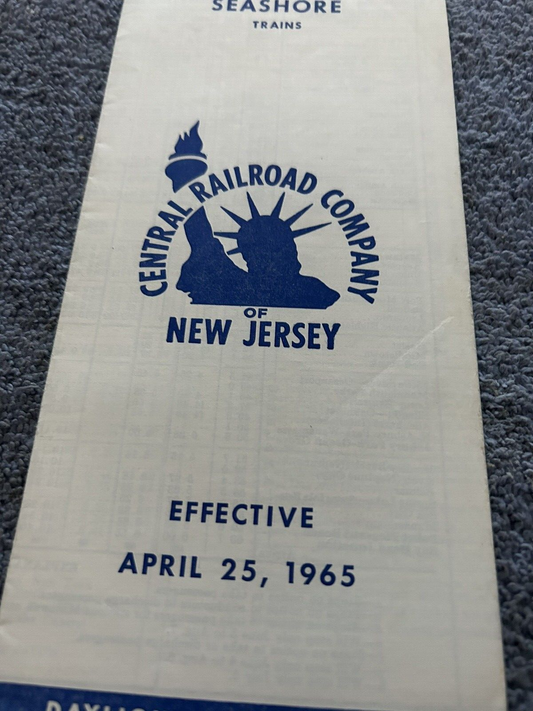 SEASHORE
TRAINS
CENTRAL RAILROAD COMPANY
OF
NEW JERSEY
EFFECTIVE
APRIL 25, 1965